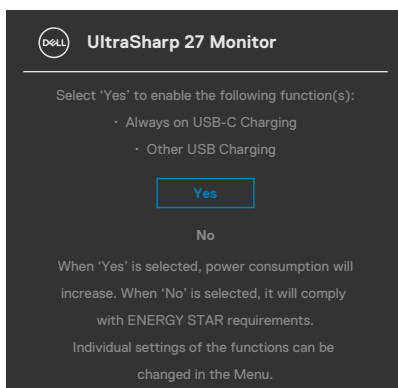 DELL
UltraSharp 27 Monitor
Select ‘Yes’ to enable the following function(s):
· Always on USB-C Charging
· Other USB Charging
Yes
No
When ‘Yes’ is selected, power consumption will
increase. When ‘No’ is selected, it will comply
with ENERGY STAR requirements.
Individual settings of the functions can be
changed in the Menu.